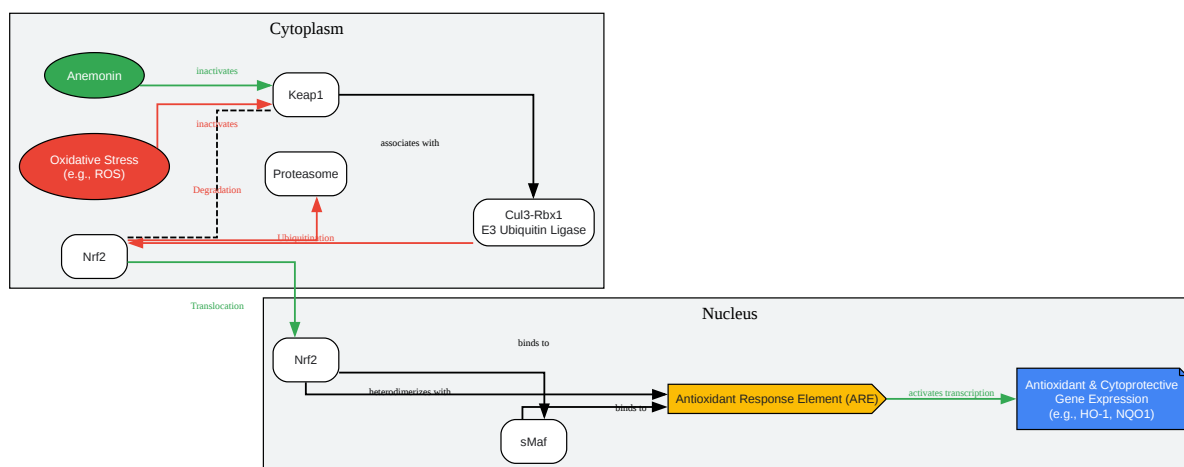 Cytoplasm
Anemonin
inactivates
Keap1
inactivates
associates with
Oxidative Stress
(e.g., ROS)
Proteasome
Degradation
Cul3-Rbx1
E3 Ubiquitin Ligase
Ubiquitination
Nrf2
Translocation
Nucleus
binds to
Nrf2
heterodimerizes with
Antioxidant Response Element (ARE)
activates transcription
Antioxidant & Cytoprotective
Gene Expression
(e.g., HO-1, NQO1)
binds to
sMaf